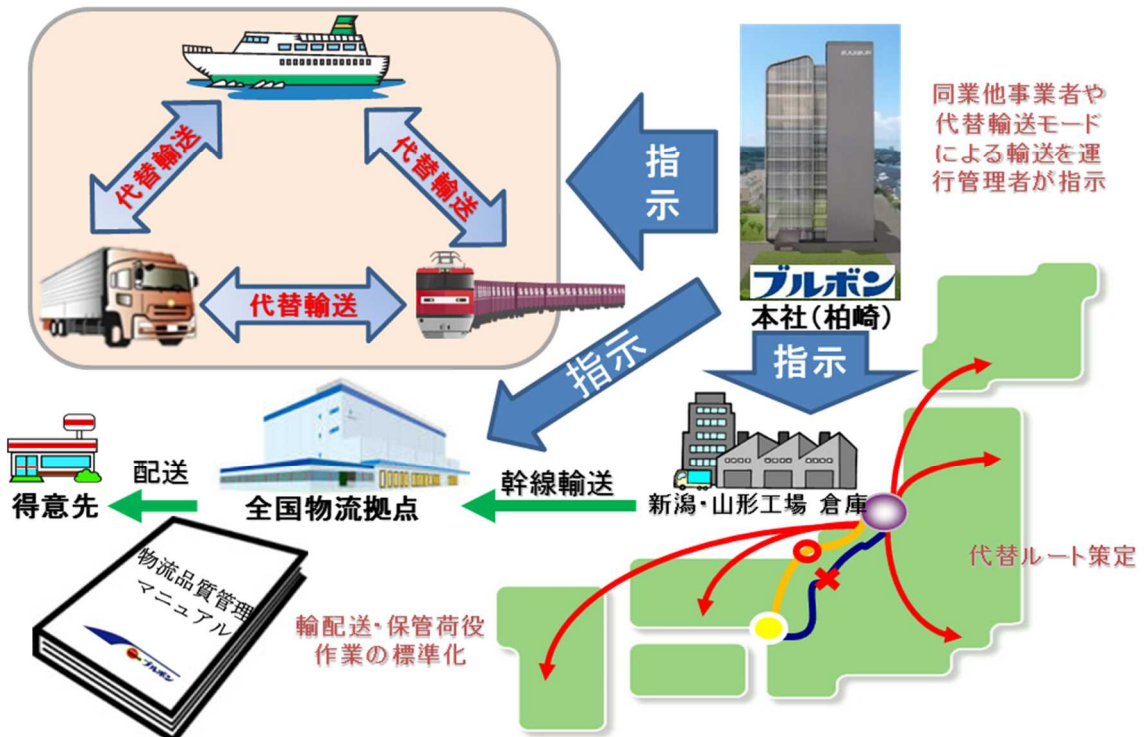 代替輸送
代替輸送
代替輸送
指
示
BOURBON
ブルボン
本社(柏崎)
同業他事業者や
代替輸送モード
による輸送を運
行管理者が指示
指示
指示
得意先
配送
全国物流拠点
幹線輸送
新潟・山形工場 倉庫
代替ルート策定
物流品質管理
マニュアル
ブルボン
輸配送・保管荷役
作業の標準化